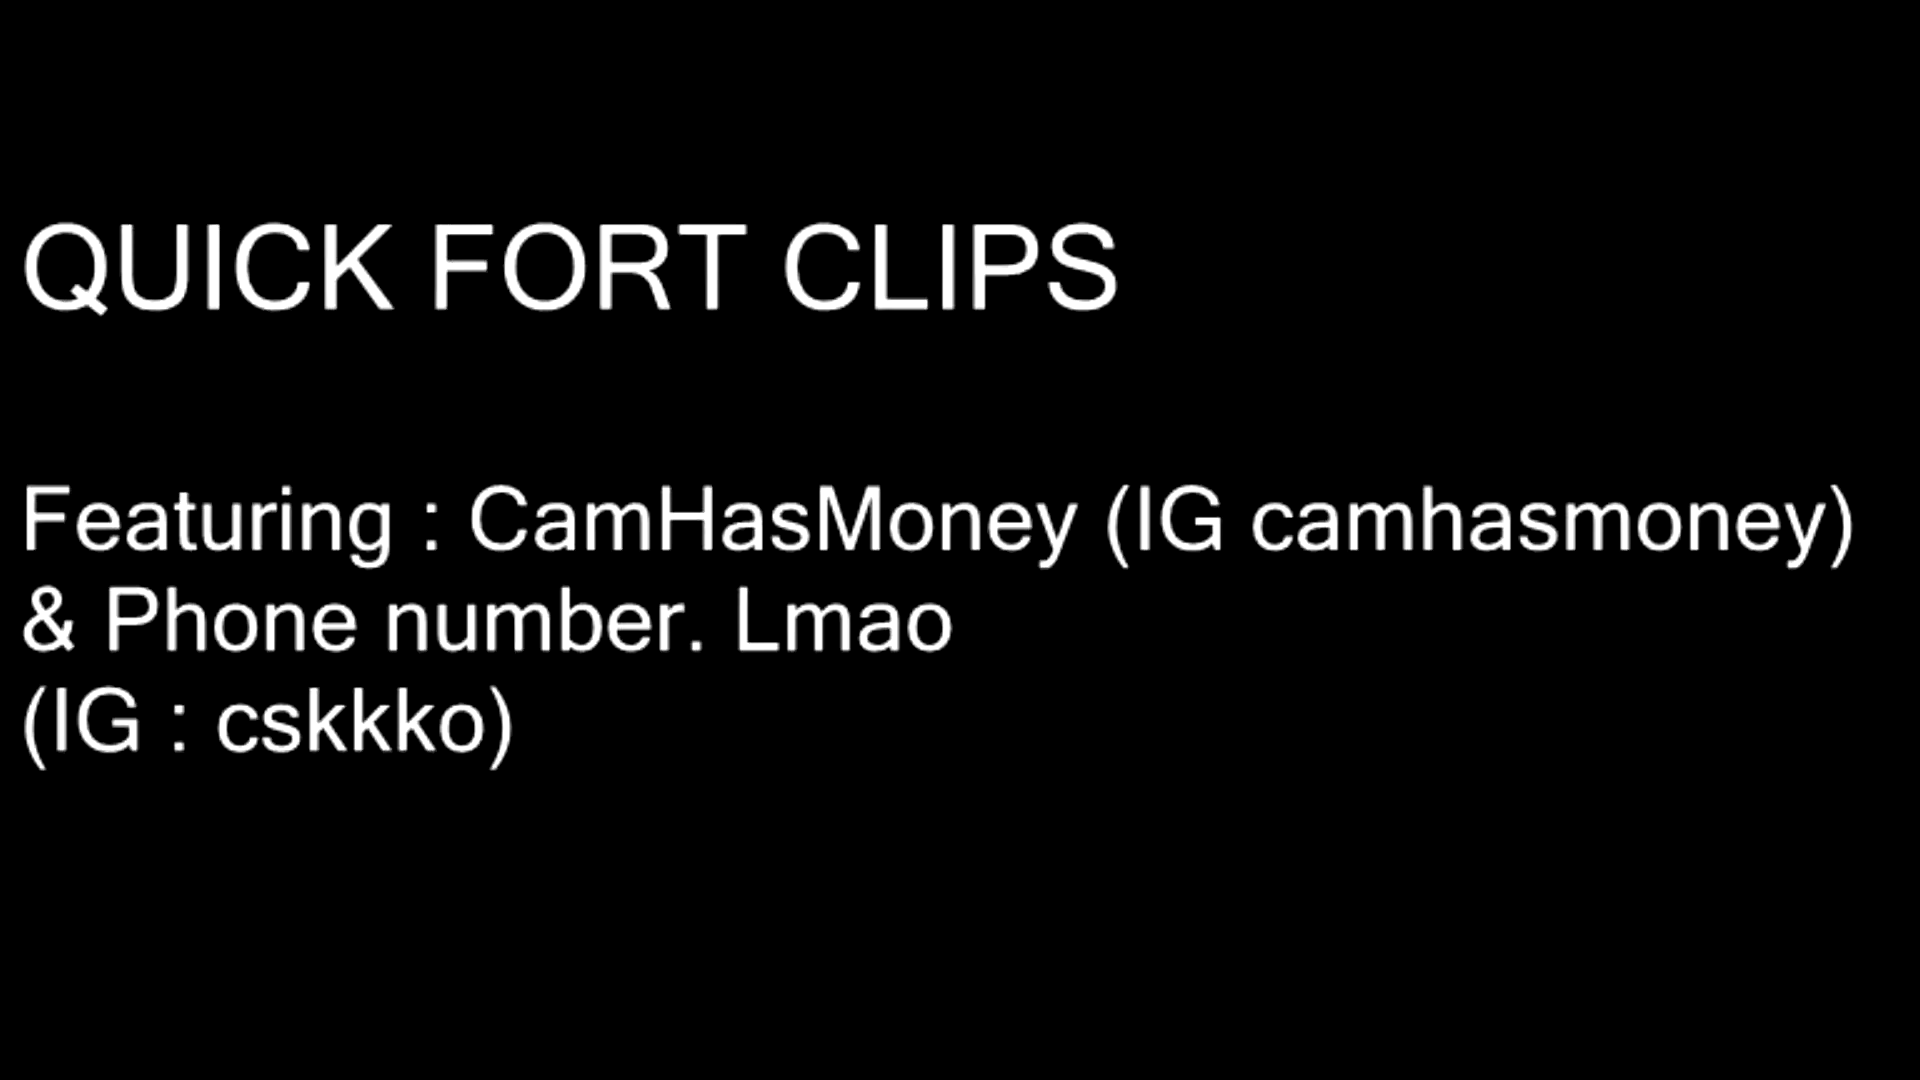 QUICK FORT CLIPS
Featuring : CamHasMoney (IG camhasmoney)
& Phone number. Lmao
(IG : cskkko)